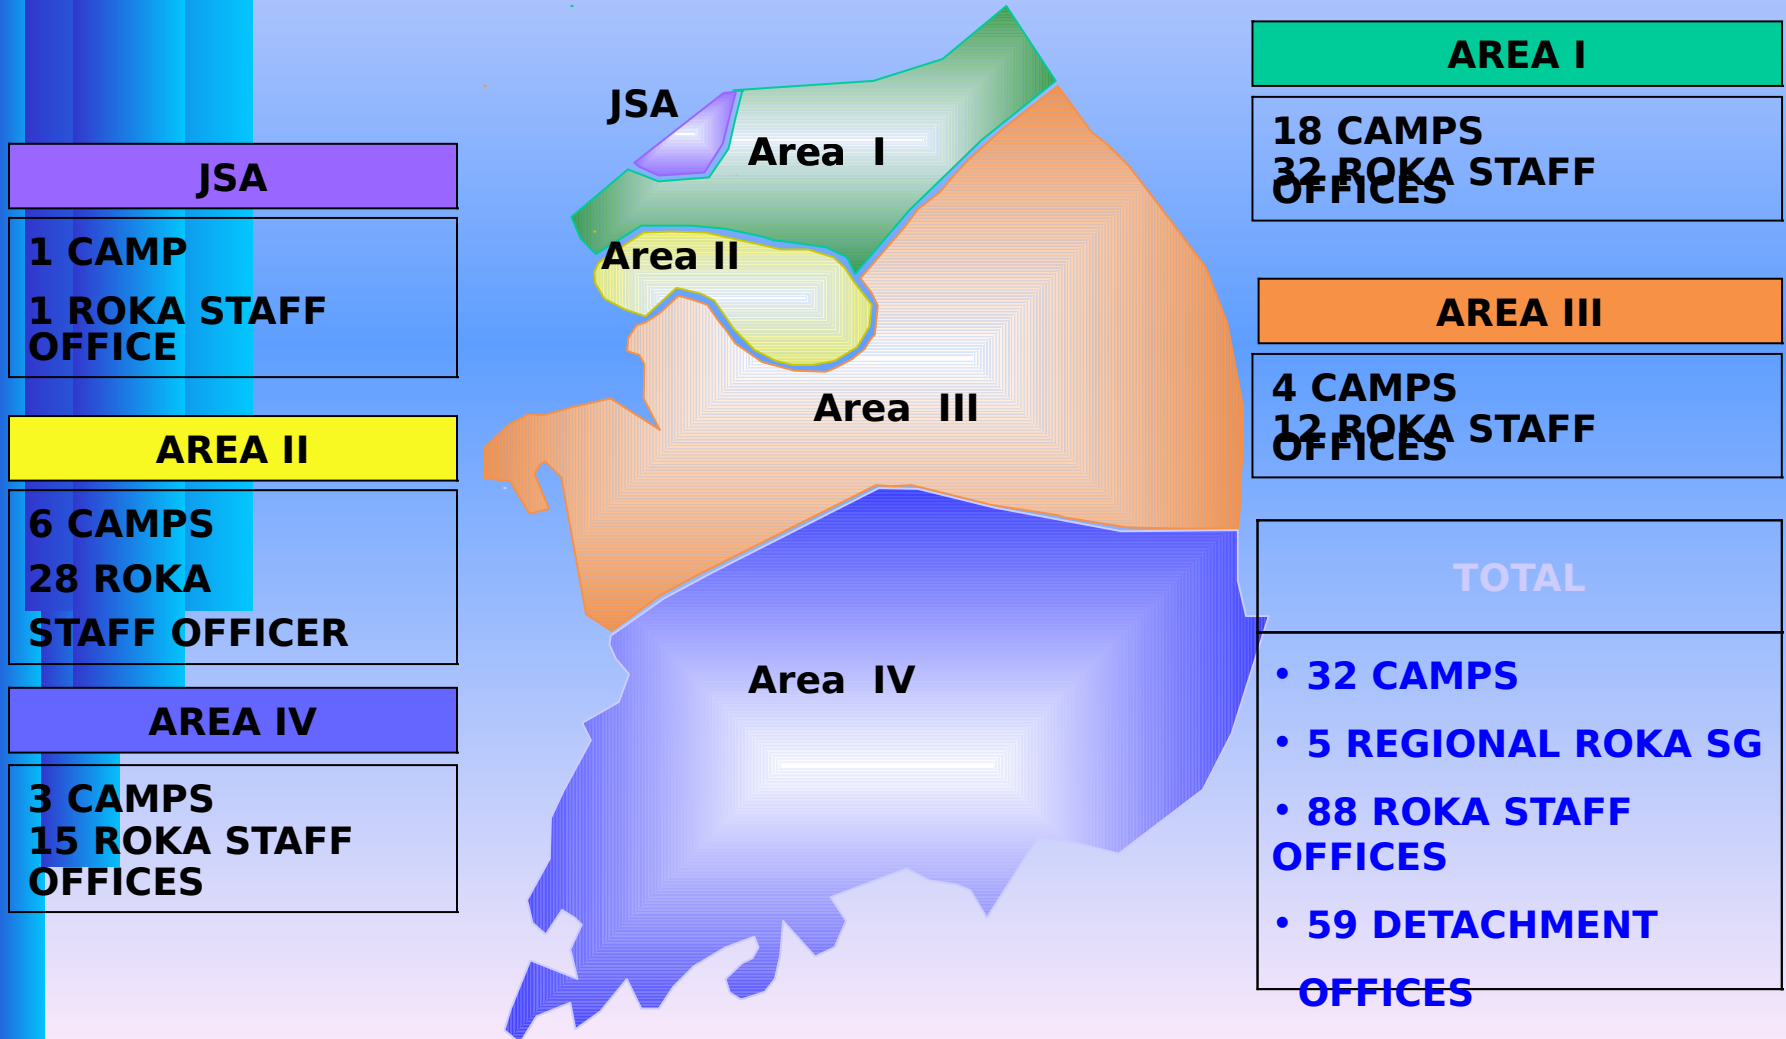 JSA
1 CAMP
1 ROKA STAFF
OFFICE
AREA II
6 CAMPS
28 ROKA
STAFF OFFICER
AREA IV
3 CAMPS
15 ROKA STAFF
OFFICES
JSA
Area I
Area II
Area III
Area IV
AREA I
18 CAMPS
32 ROKA STAFF
OFFICES
AREA III
4 CAMPS
12 ROKA STAFF
OFFICES
TOTAL
• 32 CAMPS
• 5 REGIONAL ROKA SG
• 88 ROKA STAFF
OFFICES
• 59 DETACHMENT
OFFICES